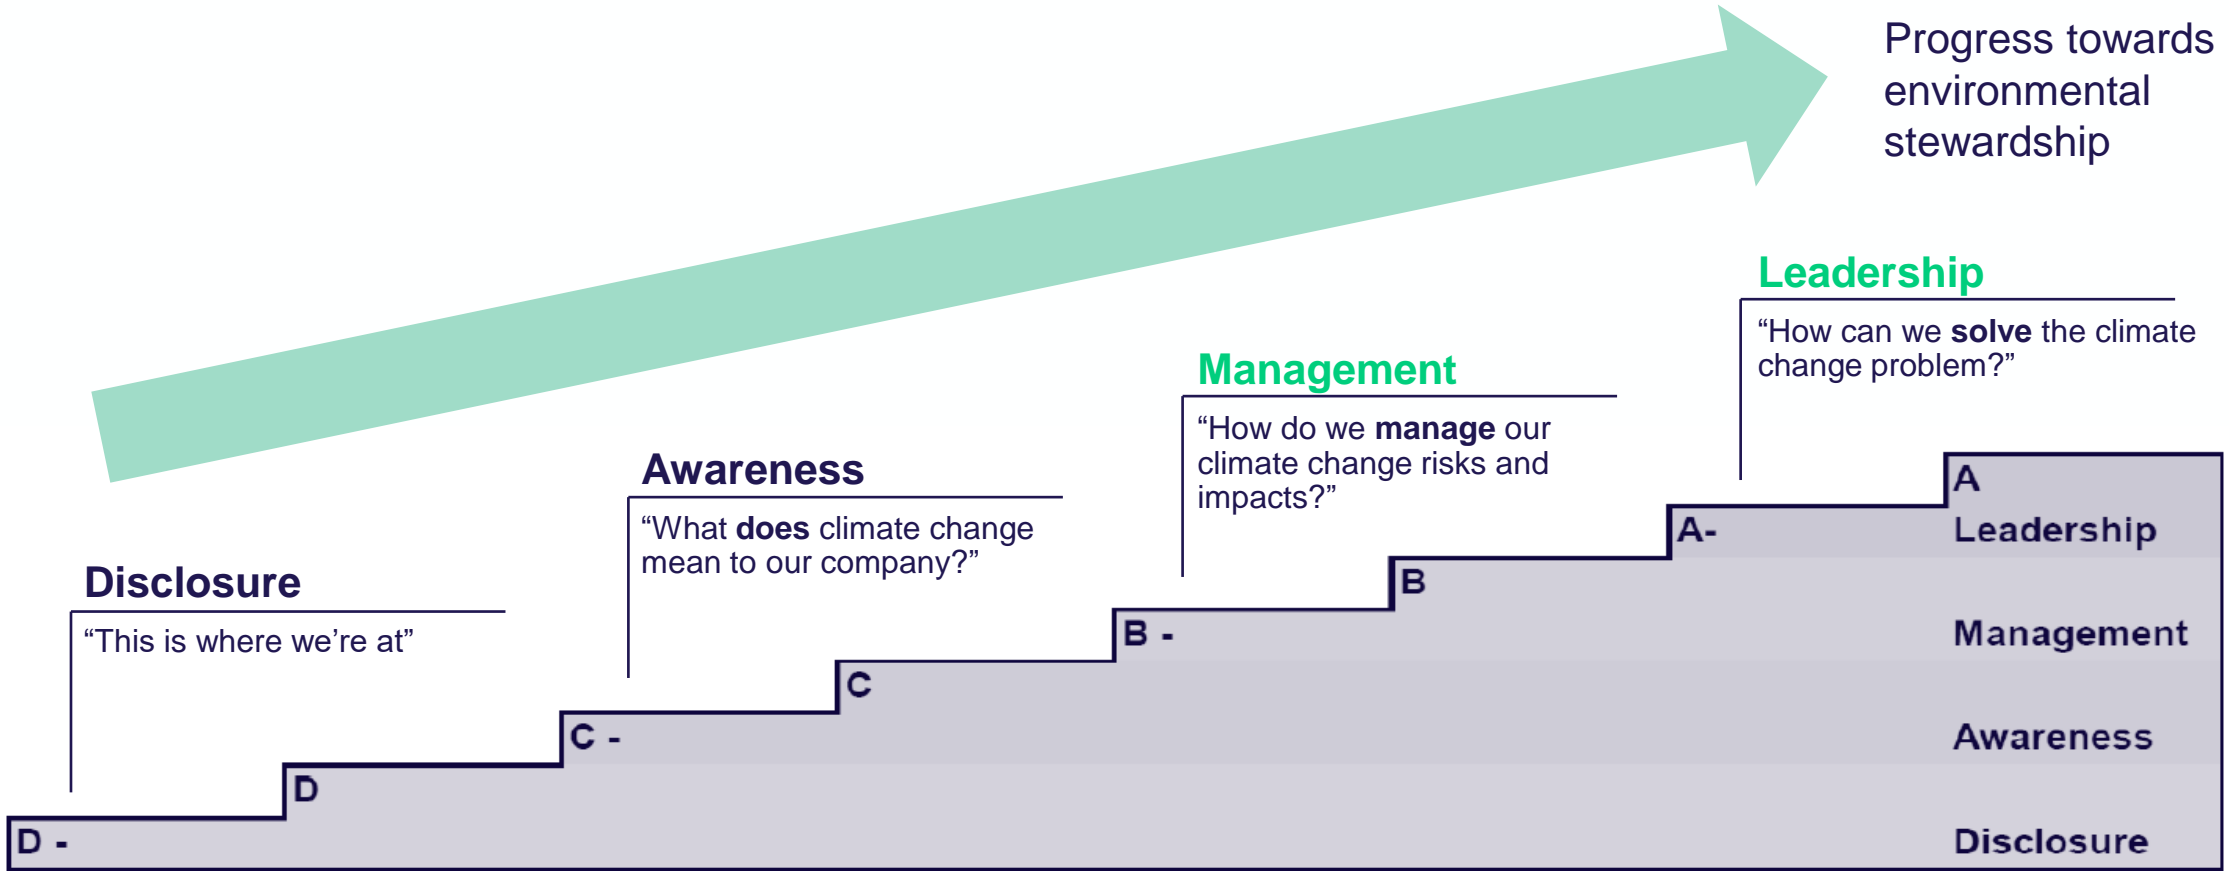 Progress towards
environmental
stewardship
Leadership
“How can we solve the climate
change problem?”
Management
“How do we manage our
climate change risks and
impacts?”
Awareness
“What does climate change
mean to our company?”
Disclosure
“This is where we’re at”
A
A-
Leadership
B
B -
Management
C
C -
Awareness
D
D -
Disclosure